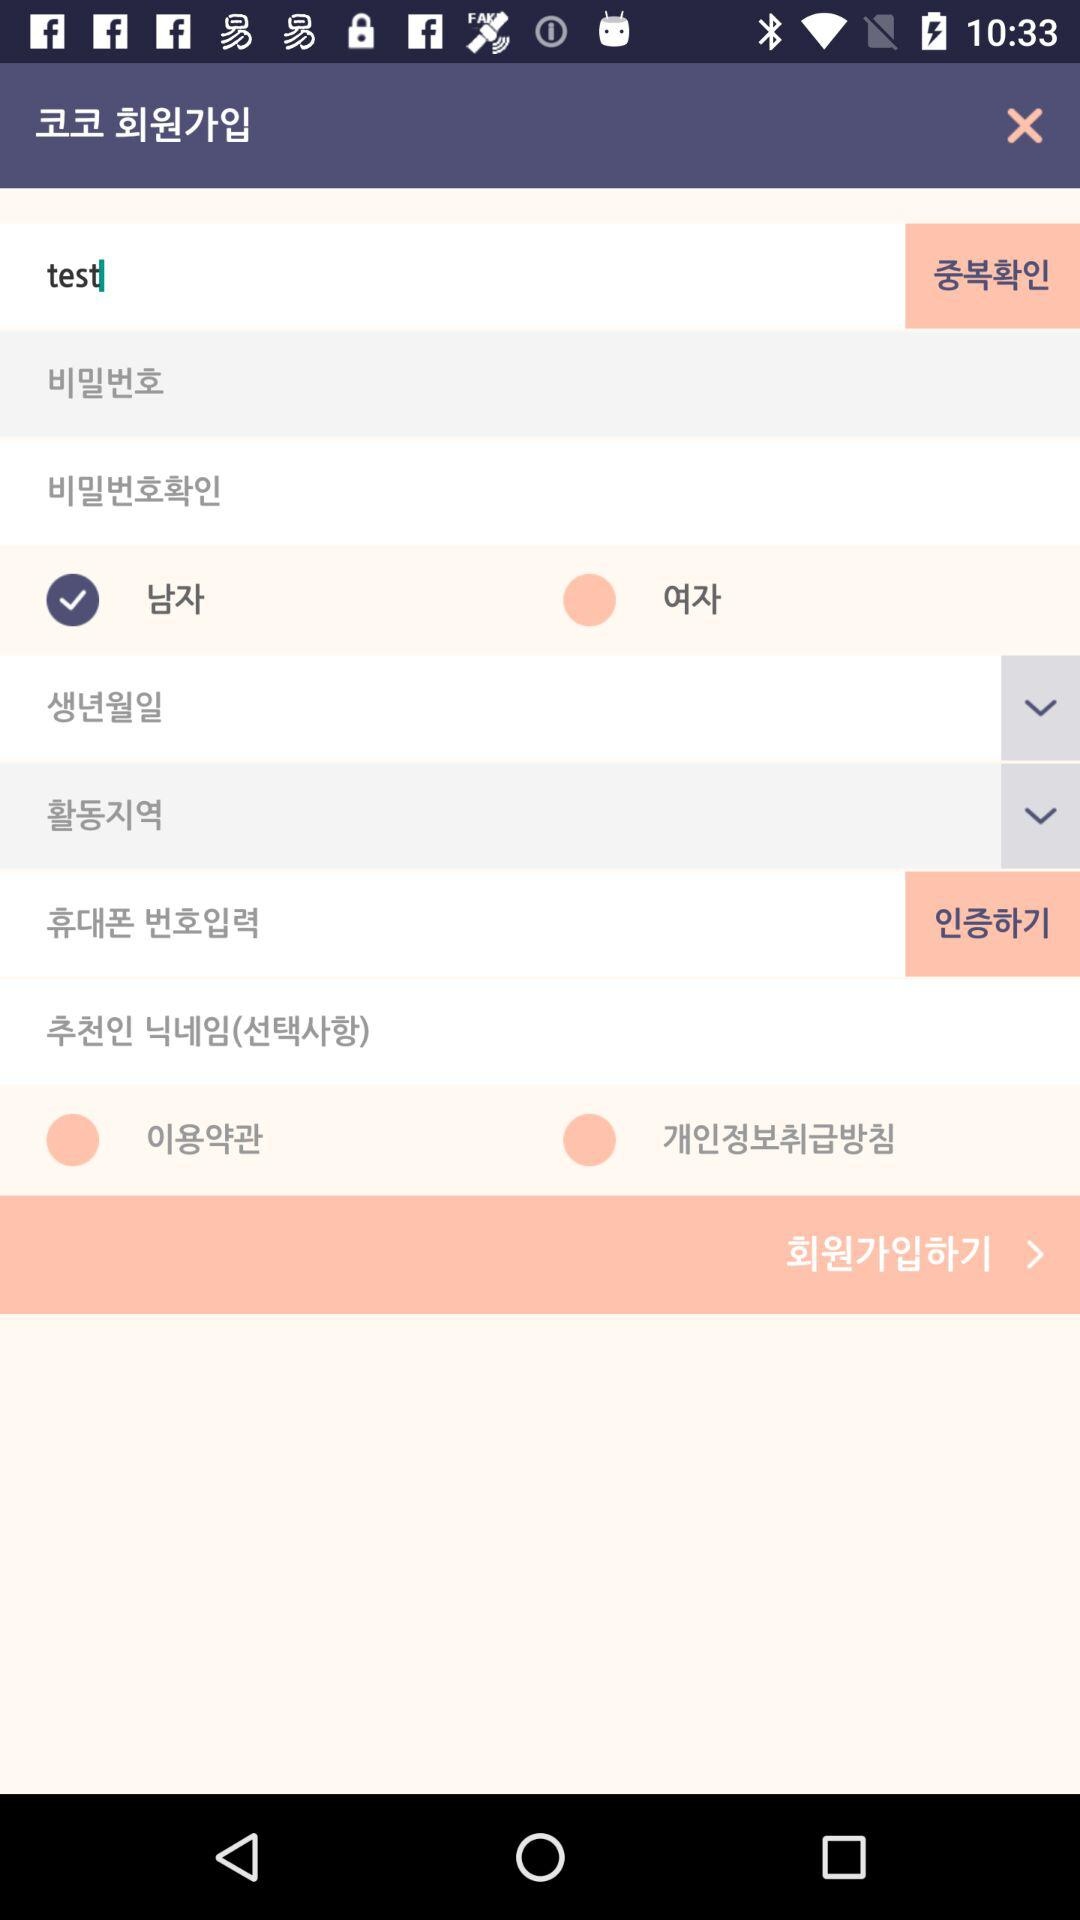 FAKE
10:33
코코 회원가입
test
중복확인
비밀번호
비밀번호확인
남자
여자
생년월일
활동지역
휴대폰 번호입력
인증하기
추천인 닉네임(선택사항)
이용약관
개인정보취급방침
회원가입하기